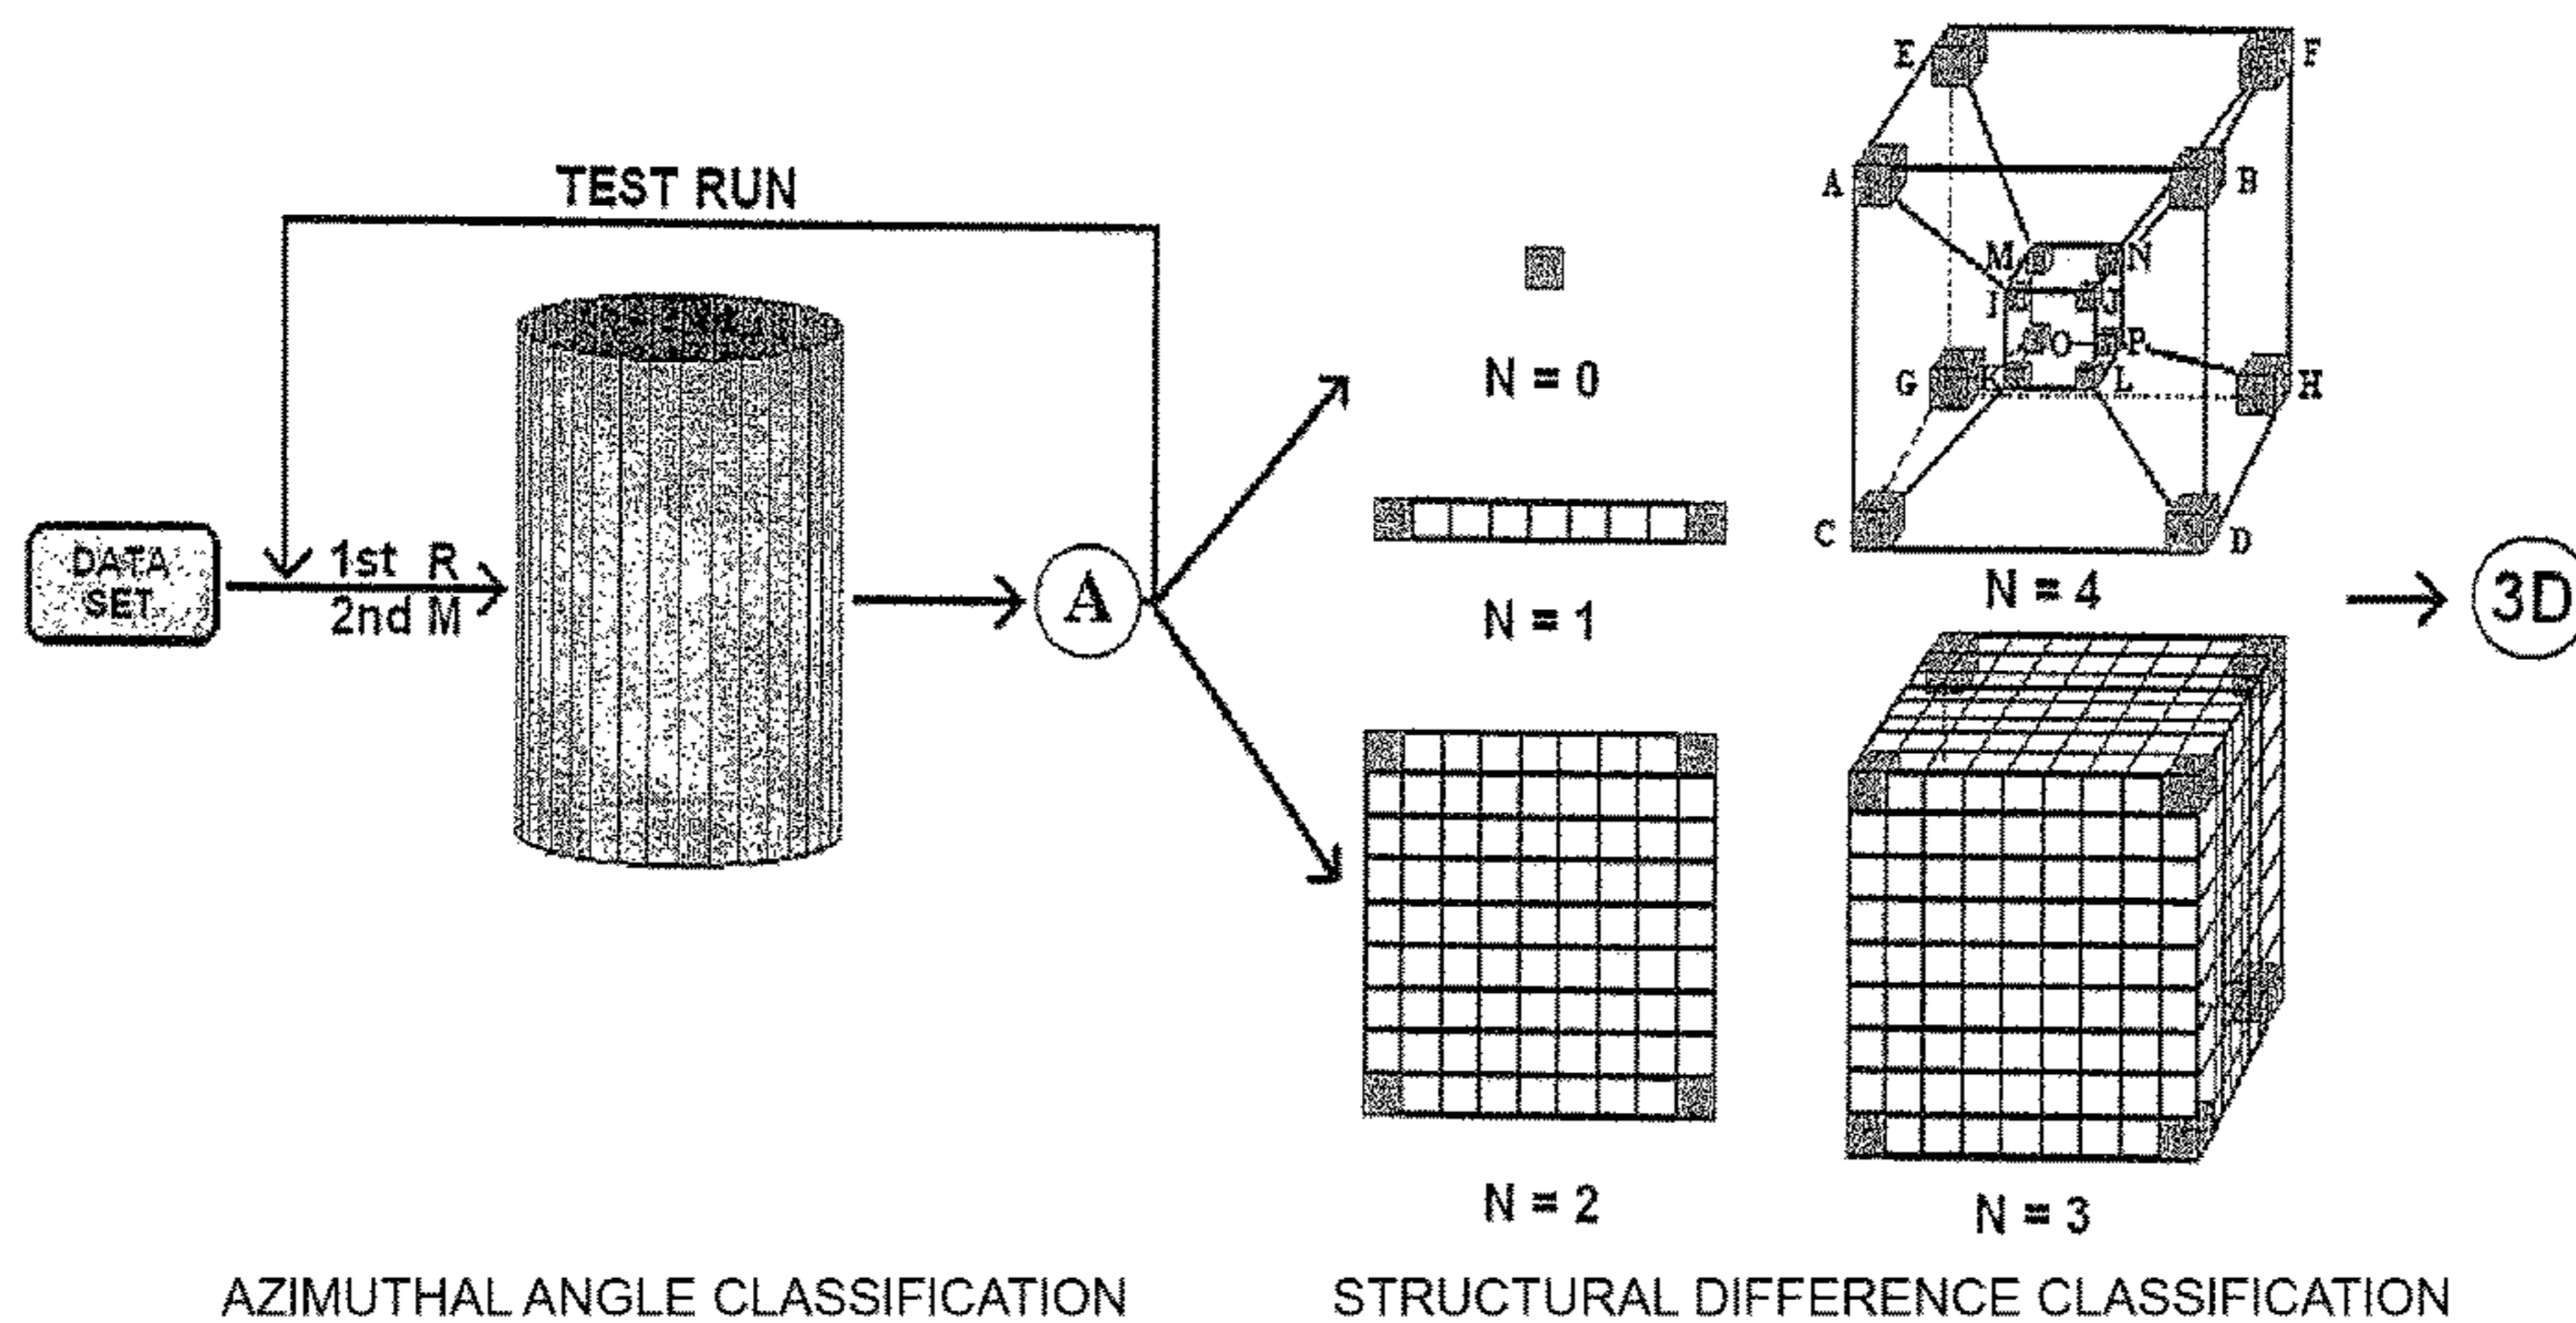 TEST RUN
DATA
SET
1st R
2nd M
A
N = 0
N = 1
N = 2
E
F
A
B
M
N
I
J
O
P
G
K
L
H
C
D
N = 4
N = 3
3D
AZIMUTHAL ANGLE CLASSIFICATION
STRUCTURAL DIFFERENCE CLASSIFICATION